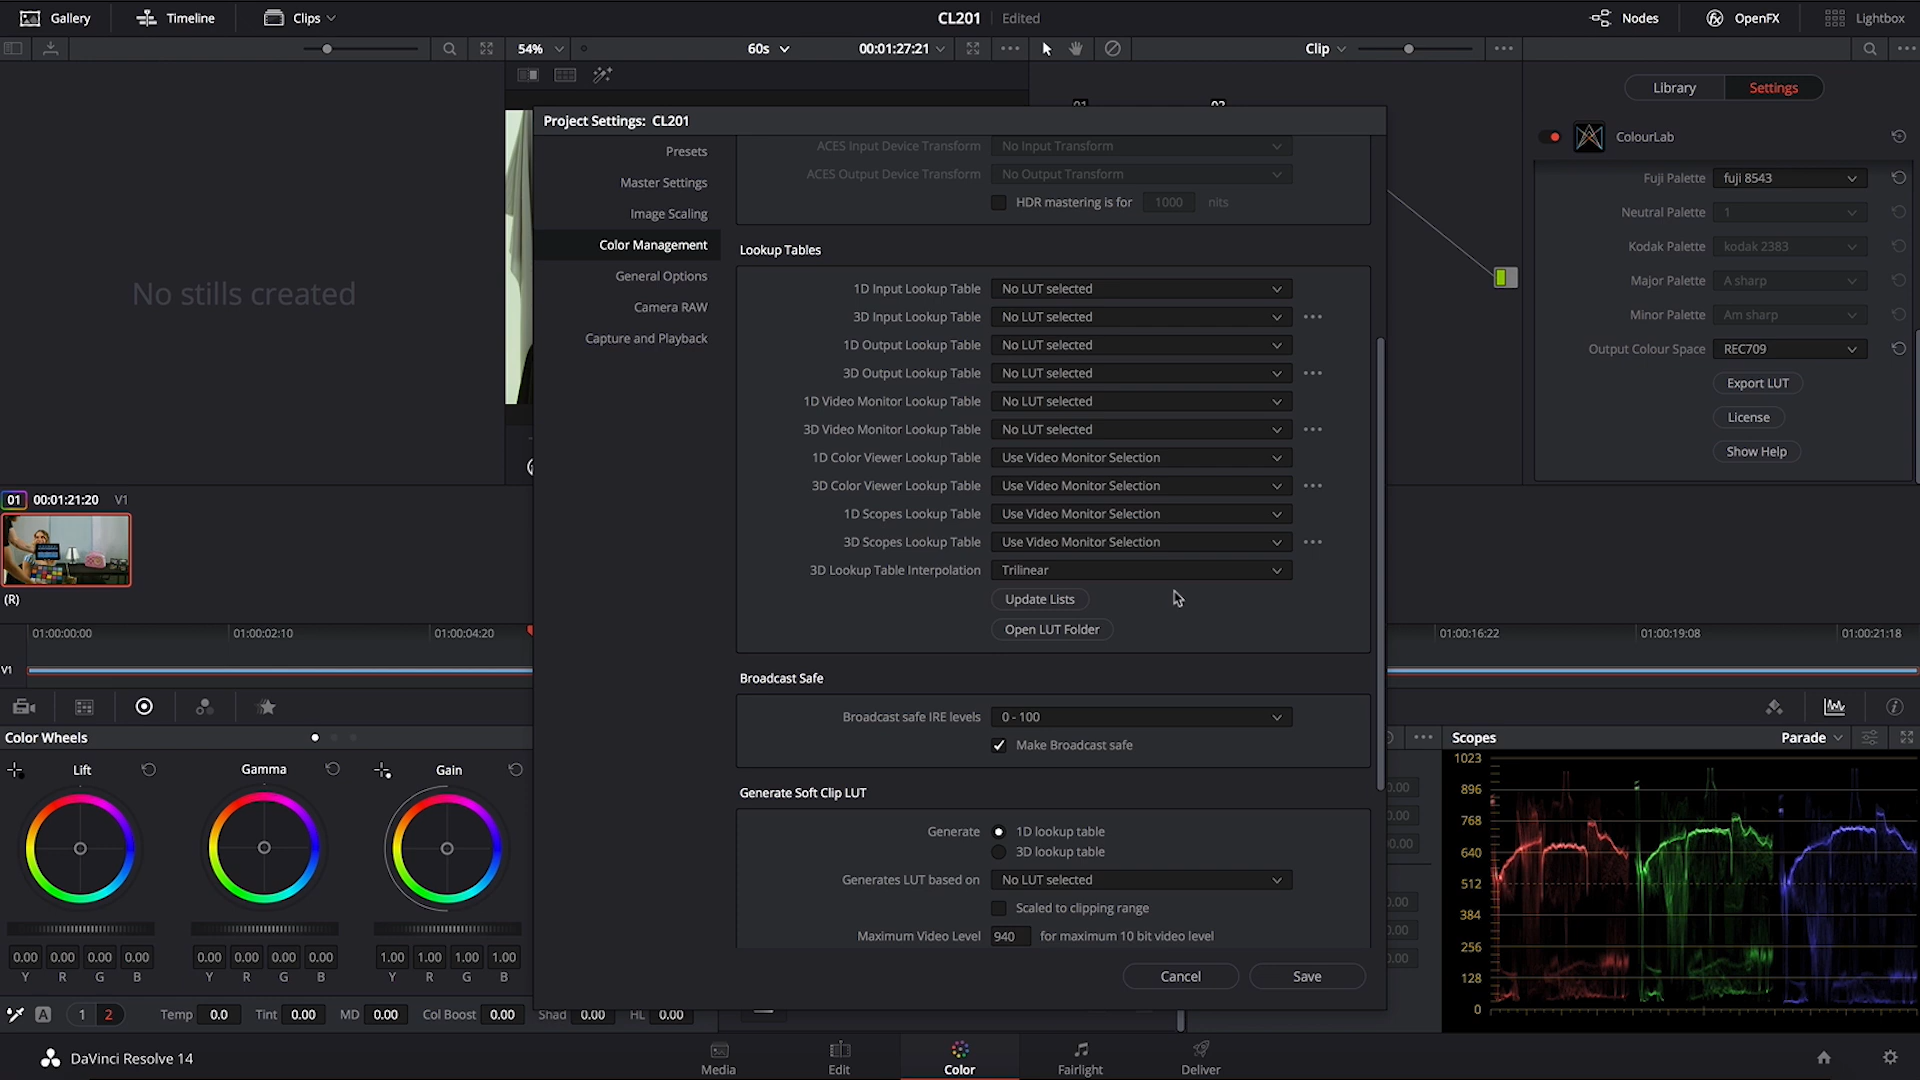 Gallery Timeline Clips CL201 Edited Nodes OpenFX Lightbox
54% 60s 00:01:27:21 Clip
Library Settings
Project Settings: CL201
ColourLab
Presets
Master Settings
Image Scaling
Color Management
General Options
Camera RAW
Capture and Playback
ACES Input Device Transform No Input Transform
ACES Output Device Transform No Output Transform
HDR mastering is for 1000 nits
Lookup Tables
1D Input Lookup Table No LUT selected
3D Input Lookup Table No LUT selected
1D Output Lookup Table No LUT selected
3D Output Lookup Table No LUT selected
1D Video Monitor Lookup Table No LUT selected
3D Video Monitor Lookup Table No LUT selected
1D Color Viewer Lookup Table Use Video Monitor Selection
3D Color Viewer Lookup Table Use Video Monitor Selection
1D Scopes Lookup Table Use Video Monitor Selection
3D Scopes Lookup Table Use Video Monitor Selection
3D Lookup Table Interpolation Trilinear
Update Lists
Open LUT Folder
Broadcast Safe
Broadcast safe IRE levels 0 - 100
Make Broadcast safe
Generate Soft Clip LUT
Generate 1D lookup table
3D lookup table
Generates LUT based on No LUT selected
Scaled to clipping range
Maximum Video Level 940 for maximum 10 bit video level
Cancel Save
Fuji Palette fuji 8543
Neutral Palette 1
Kodak Palette kodak 2383
Major Palette A sharp
Minor Palette Am sharp
Output Colour Space REC709
Export LUT
License
Show Help
No stills created
01 00:01:21:20 V1
(R)
01:00:00:00 01:00:02:10 01:00:04:20 01:00:16:22 01:00:19:08 01:00:21:18
V1
Color Wheels
Lift Gamma Gain
0.00 0.00 0.00 0.00 0.00 0.00 0.00 0.00 1.00 1.00 1.00 1.00
Y R G B Y R G B Y R G B
A 1 2 Temp 0.0 Tint 0.00 MD 0.00 Col Boost 0.00 Shad 0.00 HL 0.00
Scopes Parade
1023
896
768
640
512
384
256
128
0
DaVinci Resolve 14 Media Edit Color Fairlight Deliver